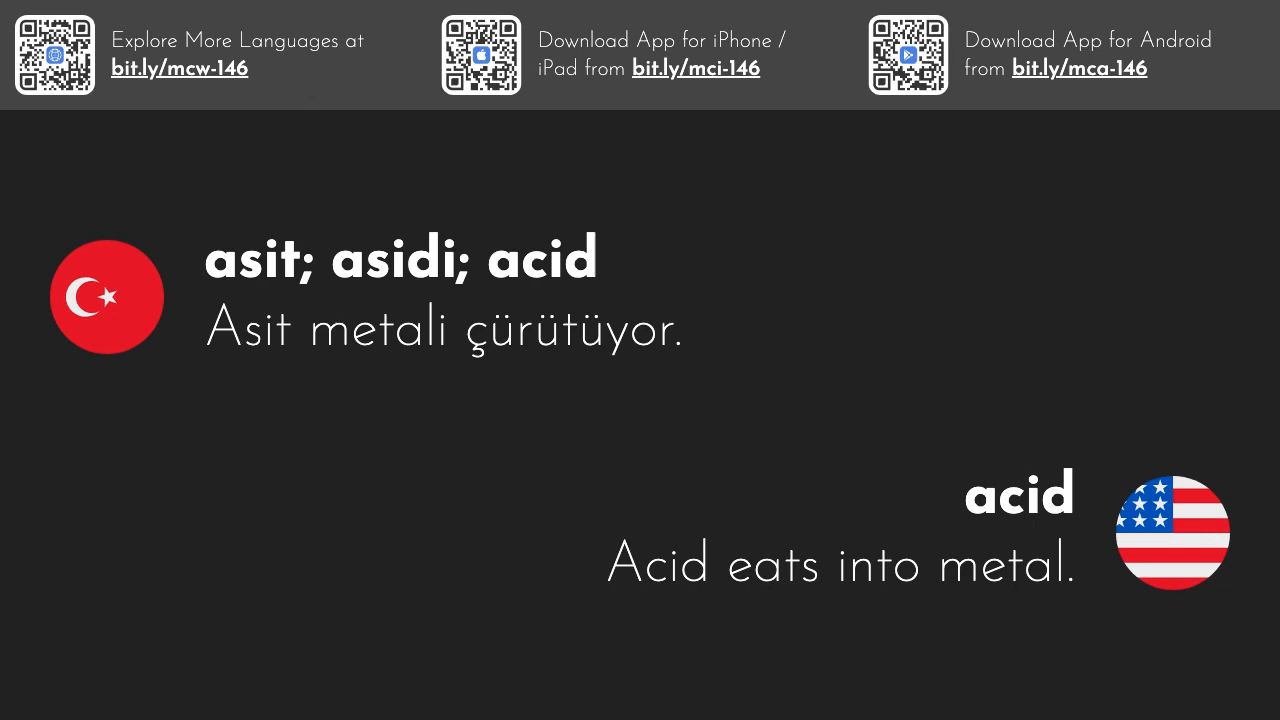 Explore More Languages at
bit.ly/mcw-146
Download App for iPhone /
iPad from bit.ly/mci-146
Download App for Android
from bit.ly/mca-146
asit; asidi; acid
Asit metali çürütüyor.
acid
Acid eats into metal.